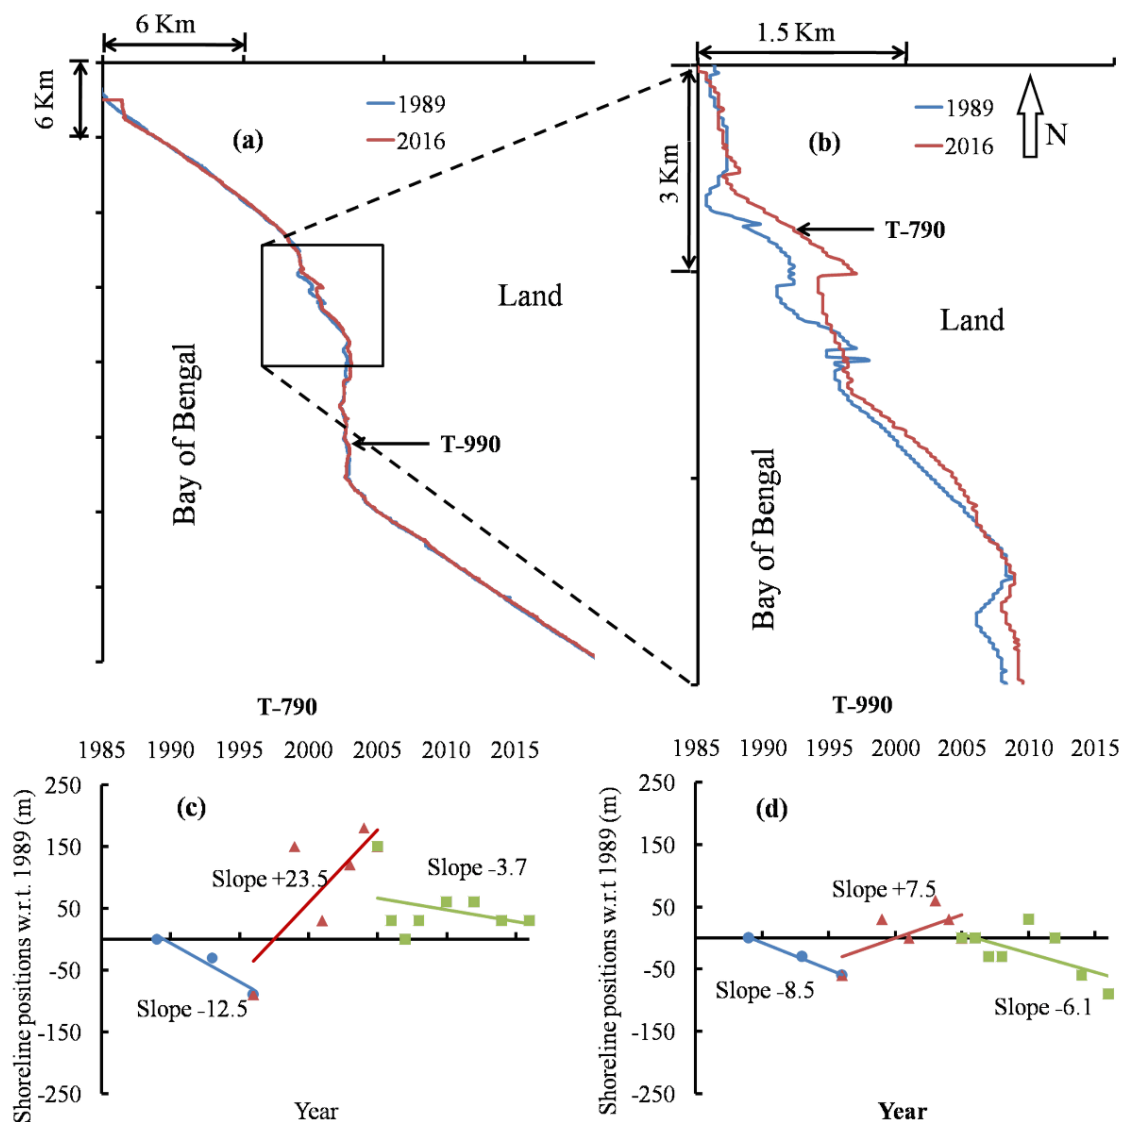 6 Km
6 Km
1989
2016
(a)
Land
Bay of Bengal
T-990
1.5 Km
3 Km
1989
2016
(b)
N
T-790
Land
Bay of Bengal
T-790
1985 1990 1995 2000 2005 2010 2015
Shoreline positions w.r.t. 1989 (m)
250
150
50
-50
-150
-250
(c)
Slope +23.5
Slope -3.7
Slope -12.5
Year
T-990
1985 1990 1995 2000 2005 2010 2015
Shoreline positions w.r.t 1989 (m)
250
150
50
-50
-150
-250
(d)
Slope +7.5
Slope -8.5
Slope -6.1
Year